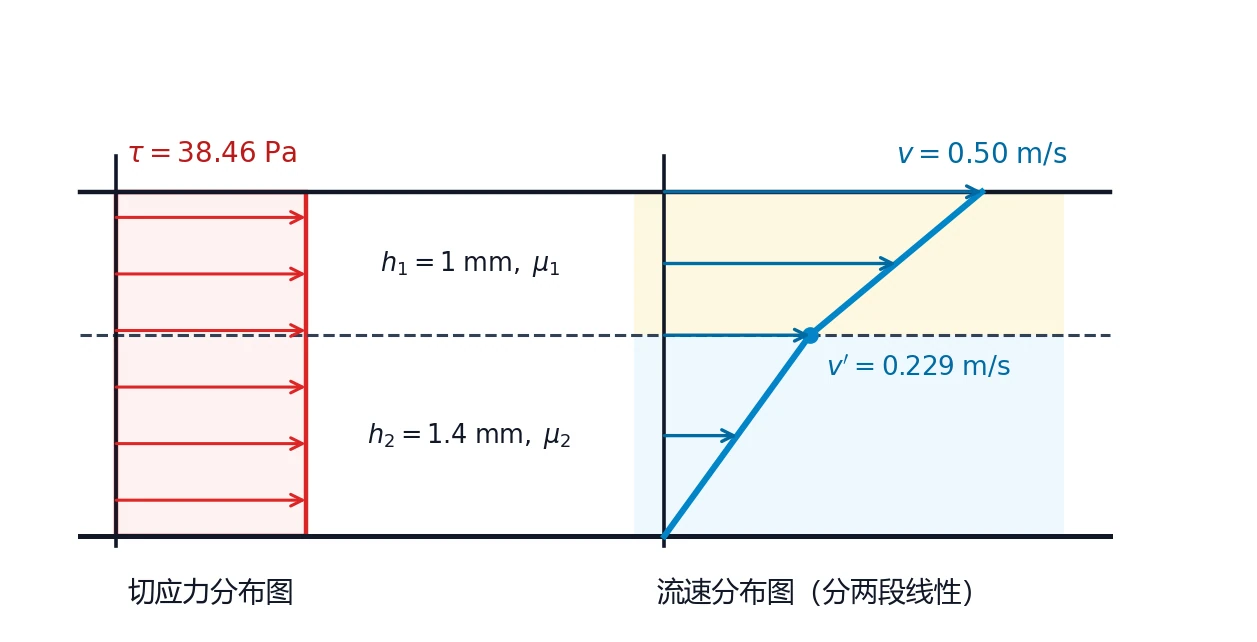 τ = 38.46 Pa
v = 0.50 m/s
h₁ = 1 mm, μ₁
v′ = 0.229 m/s
h₂ = 1.4 mm, μ₂
切应力分布图
流速分布图（分两段线性）